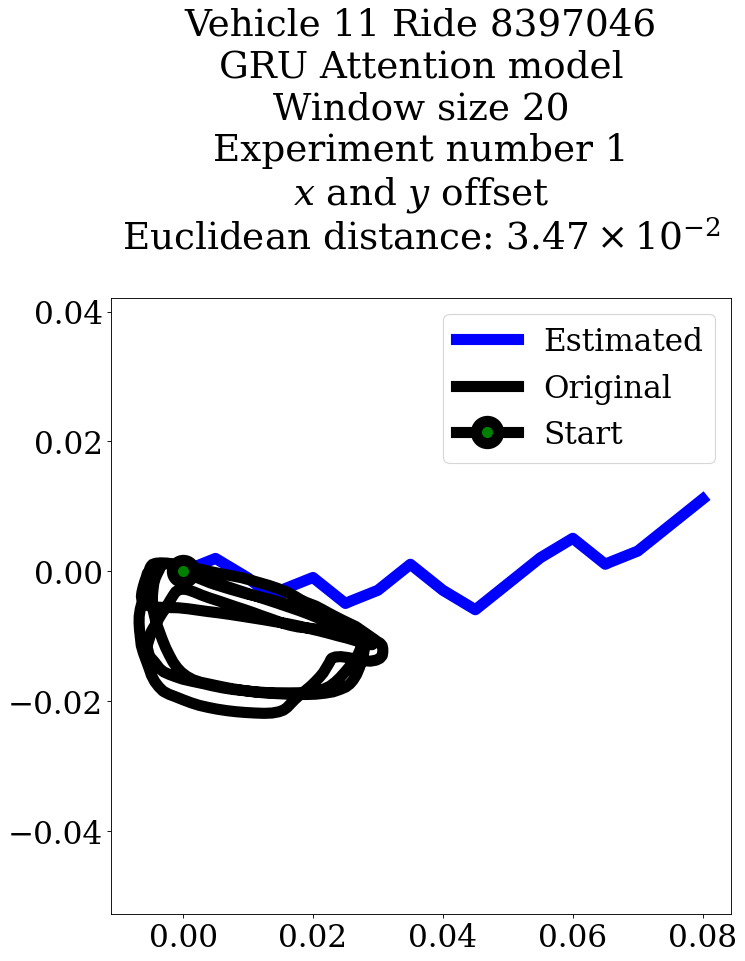 Vehicle 11 Ride 8397046
GRU Attention model
Window size 20
Experiment number 1
x and y offset
Euclidean distance: 3.47 × 10⁻²
Estimated
Original
Start
0.04
0.02
0.00
−0.02
−0.04
0.00 0.02 0.04 0.06 0.08